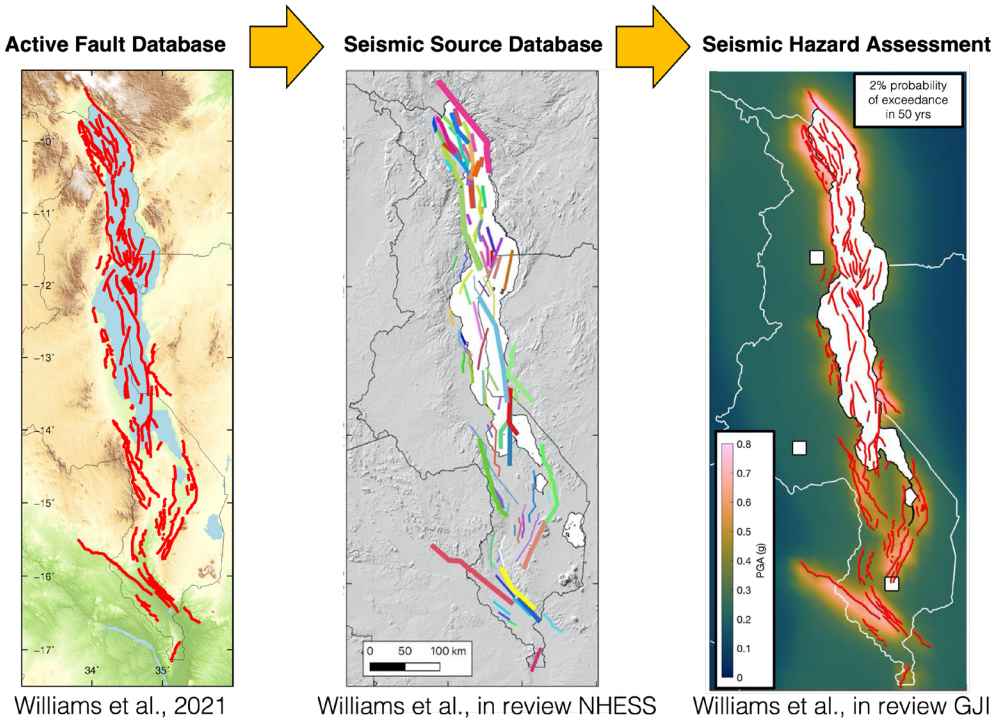 Active Fault Database
Seismic Source Database
Seismic Hazard Assessment
-10˚
-11˚
-12˚
-13˚
-14˚
-15˚
-16˚
-17˚
34˚
35˚
0
50
100 km
2% probability
of exceedance
in 50 yrs
0.8
0.7
0.6
0.5
0.4
0.3
0.2
0.1
0
PGA (g)
Williams et al., 2021
Williams et al., in review NHESS
Williams et al., in review GJI